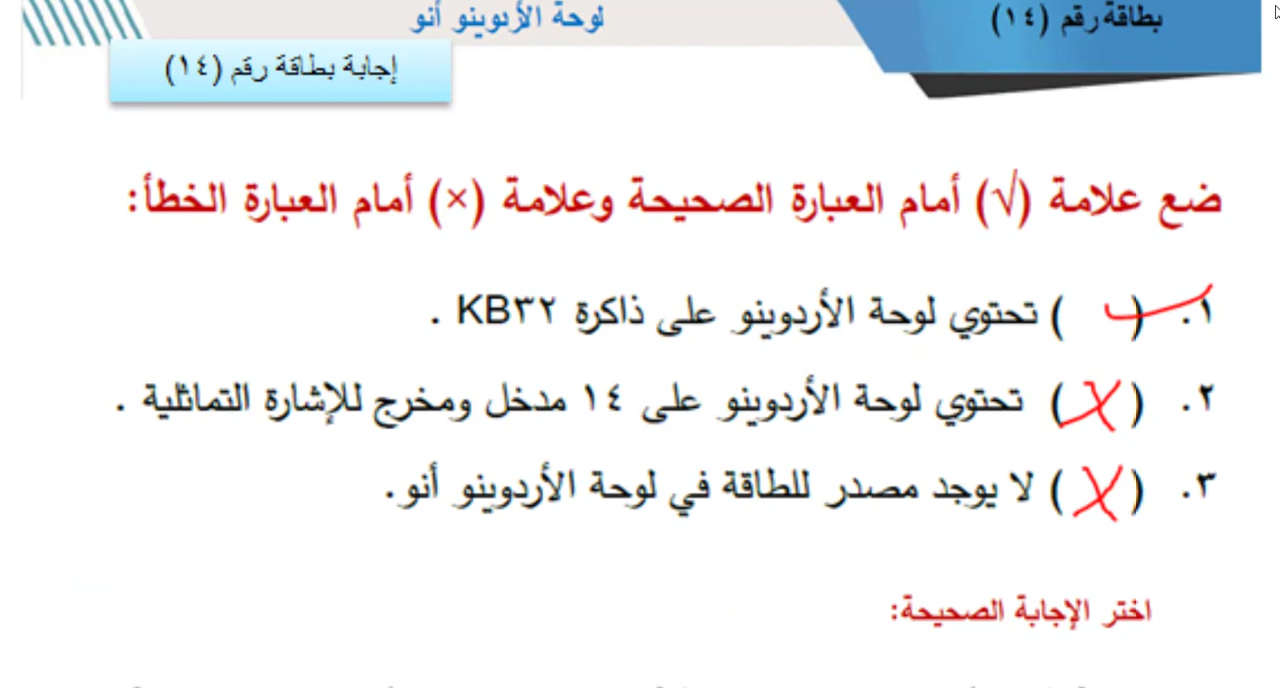 بطاقة رقم (١٤)
لوحة الأردوينو أنو
إجابة بطاقة رقم (١٤)
ضع علامة (√) أمام العبارة الصحيحة وعلامة (×) أمام العبارة الخطأ:
١. (✓) تحتوي لوحة الأردوينو على ذاكرة ٣٢KB .
٢. (X) تحتوي لوحة الأردوينو على ١٤ مدخل ومخرج للإشارة التماثلية .
٣. (X) لا يوجد مصدر للطاقة في لوحة الأردوينو أنو.
اختر الإجابة الصحيحة: